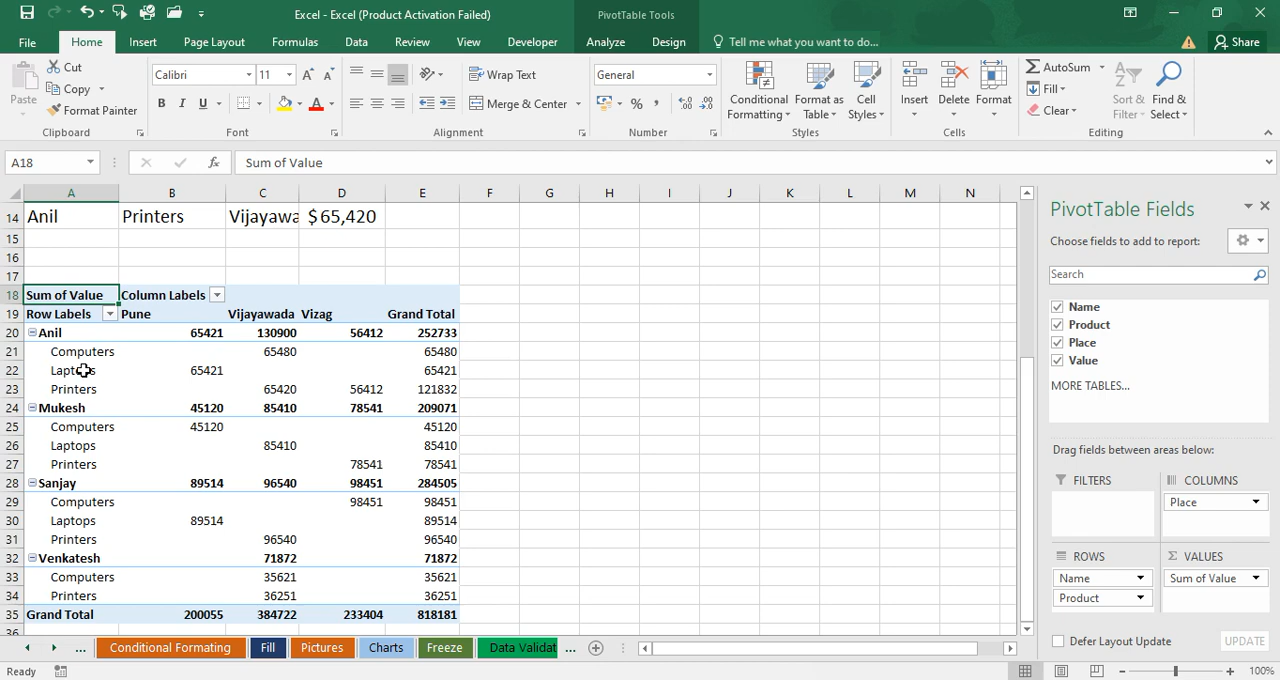 Excel - Excel (Product Activation Failed) PivotTable Tools
File Home Insert Page Layout Formulas Data Review View Developer Analyze Design Tell me what you want to do... Share
Paste Cut Copy Format Painter
Calibri 11 A A Wrap Text General
B I U A Merge & Center % ,
Conditional Formatting Format as Table Cell Styles
Insert Delete Format
AutoSum Fill Clear Sort & Filter Find & Select
Clipboard Font Alignment Number Styles Cells Editing
A18 fx Sum of Value
A B C D E F G H I J K L M N
14 Anil Printers Vijayawa $65,420
15
16
17
18 Sum of Value Column Labels
19 Row Labels Pune Vijayawada Vizag Grand Total
20 Anil 65421 130900 56412 252733
21 Computers 65480 65480
22 Laptops 65421 65421
23 Printers 65420 56412 121832
24 Mukesh 45120 85410 78541 209071
25 Computers 45120 45120
26 Laptops 85410 85410
27 Printers 78541 78541
28 Sanjay 89514 96540 98451 284505
29 Computers 98451 98451
30 Laptops 89514 89514
31 Printers 96540 96540
32 Venkatesh 71872 71872
33 Computers 35621 35621
34 Printers 36251 36251
35 Grand Total 200055 384722 233404 818181
36
PivotTable Fields
Choose fields to add to report:
Search
Name
Product
Place
Value
MORE TABLES...
Drag fields between areas below:
FILTERS COLUMNS
Place
ROWS Σ VALUES
Name Sum of Value
Product
Defer Layout Update UPDATE
... Conditional Formating Fill Pictures Charts Freeze Data Validat ...
Ready 100%